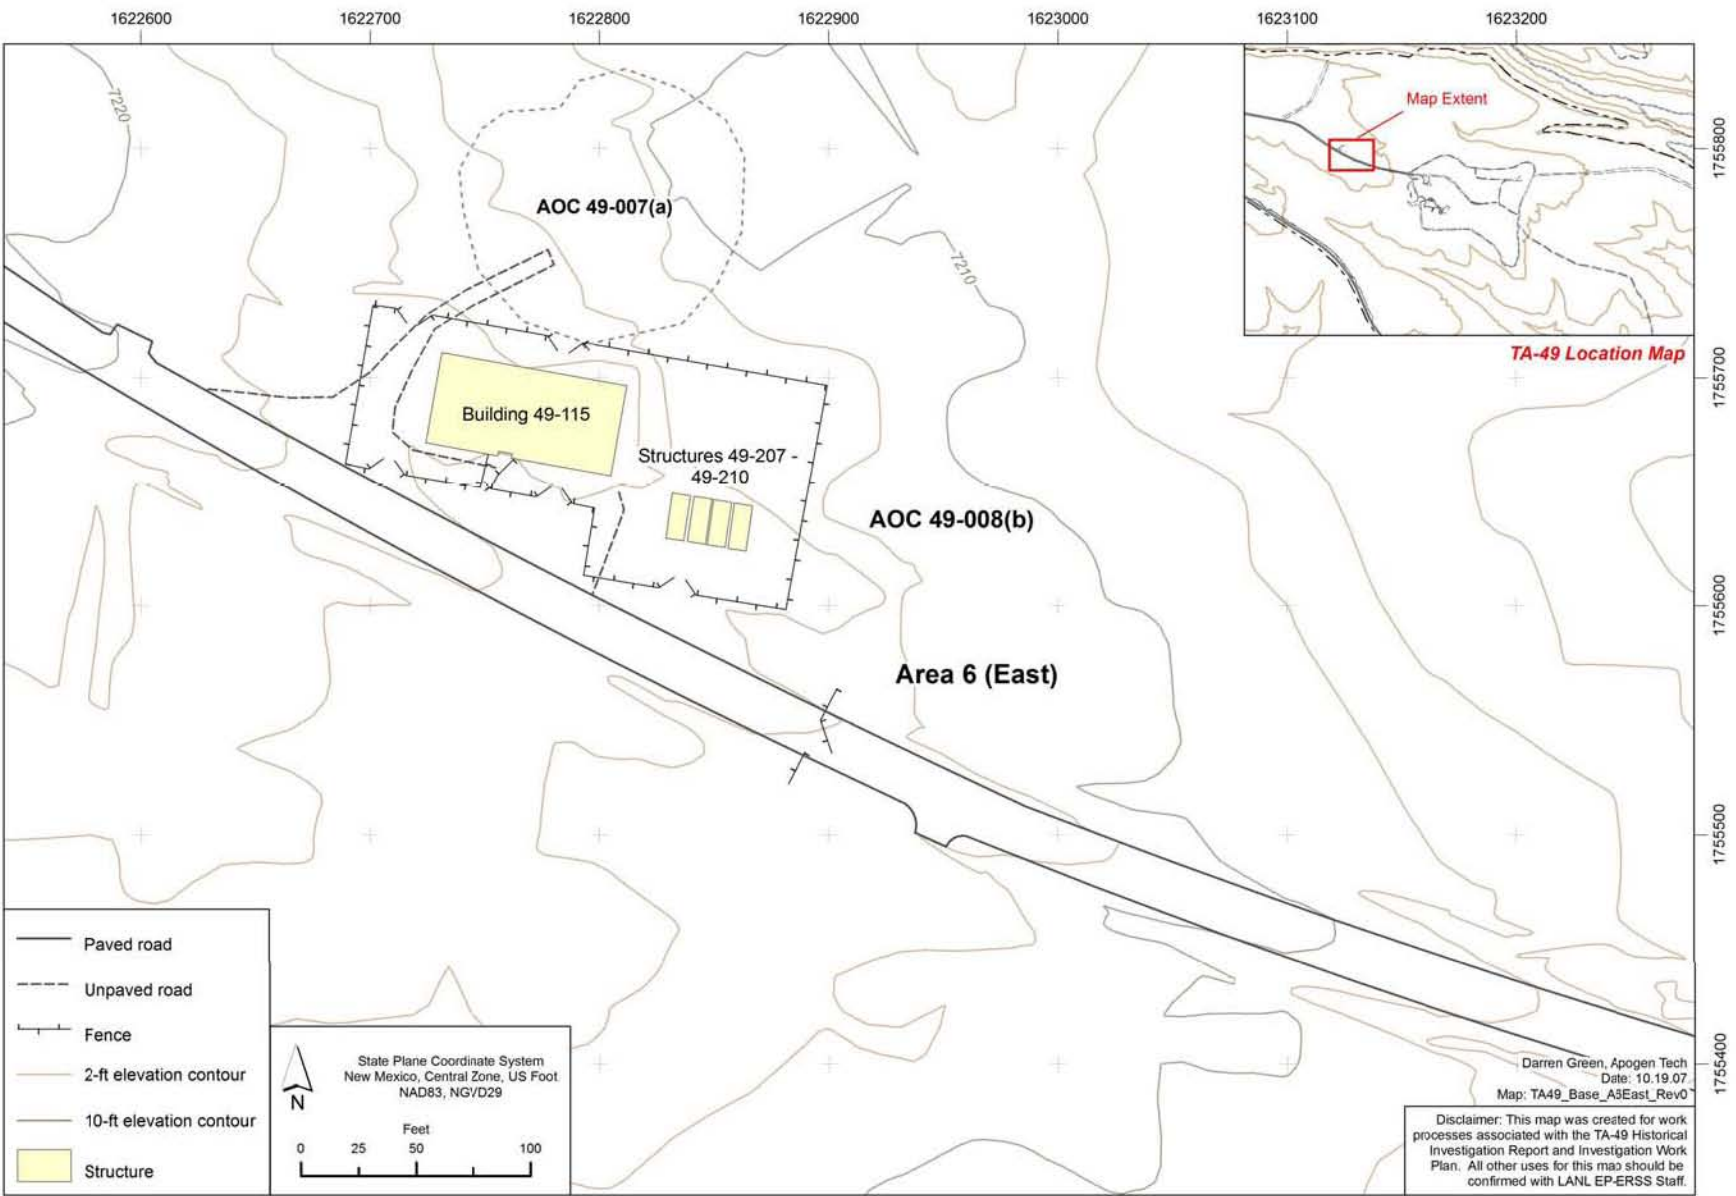 1622600 1622700 1622800 1622900 1623000 1623100 1623200
7220
Map Extent
1755800
AOC 49-007(a)
7210
TA-49 Location Map
1755700
Building 49-115
Structures 49-207 -
49-210
AOC 49-008(b)
1755600
Area 6 (East)
1755500
Paved road
Unpaved road
Fence
2-ft elevation contour
10-ft elevation contour
Structure
State Plane Coordinate System
New Mexico, Central Zone, US Foot
NAD83, NGVD29
N
Feet
0 25 50 100
1755400
Darren Green, Apogen Tech
Date: 10.19.07
Map: TA49_Base_A6East_Rev0
Disclaimer: This map was created for work
processes associated with the TA-49 Historical
Investigation Report and Investigation Work
Plan. All other uses for this map should be
confirmed with LANL EP-ERSS Staff.